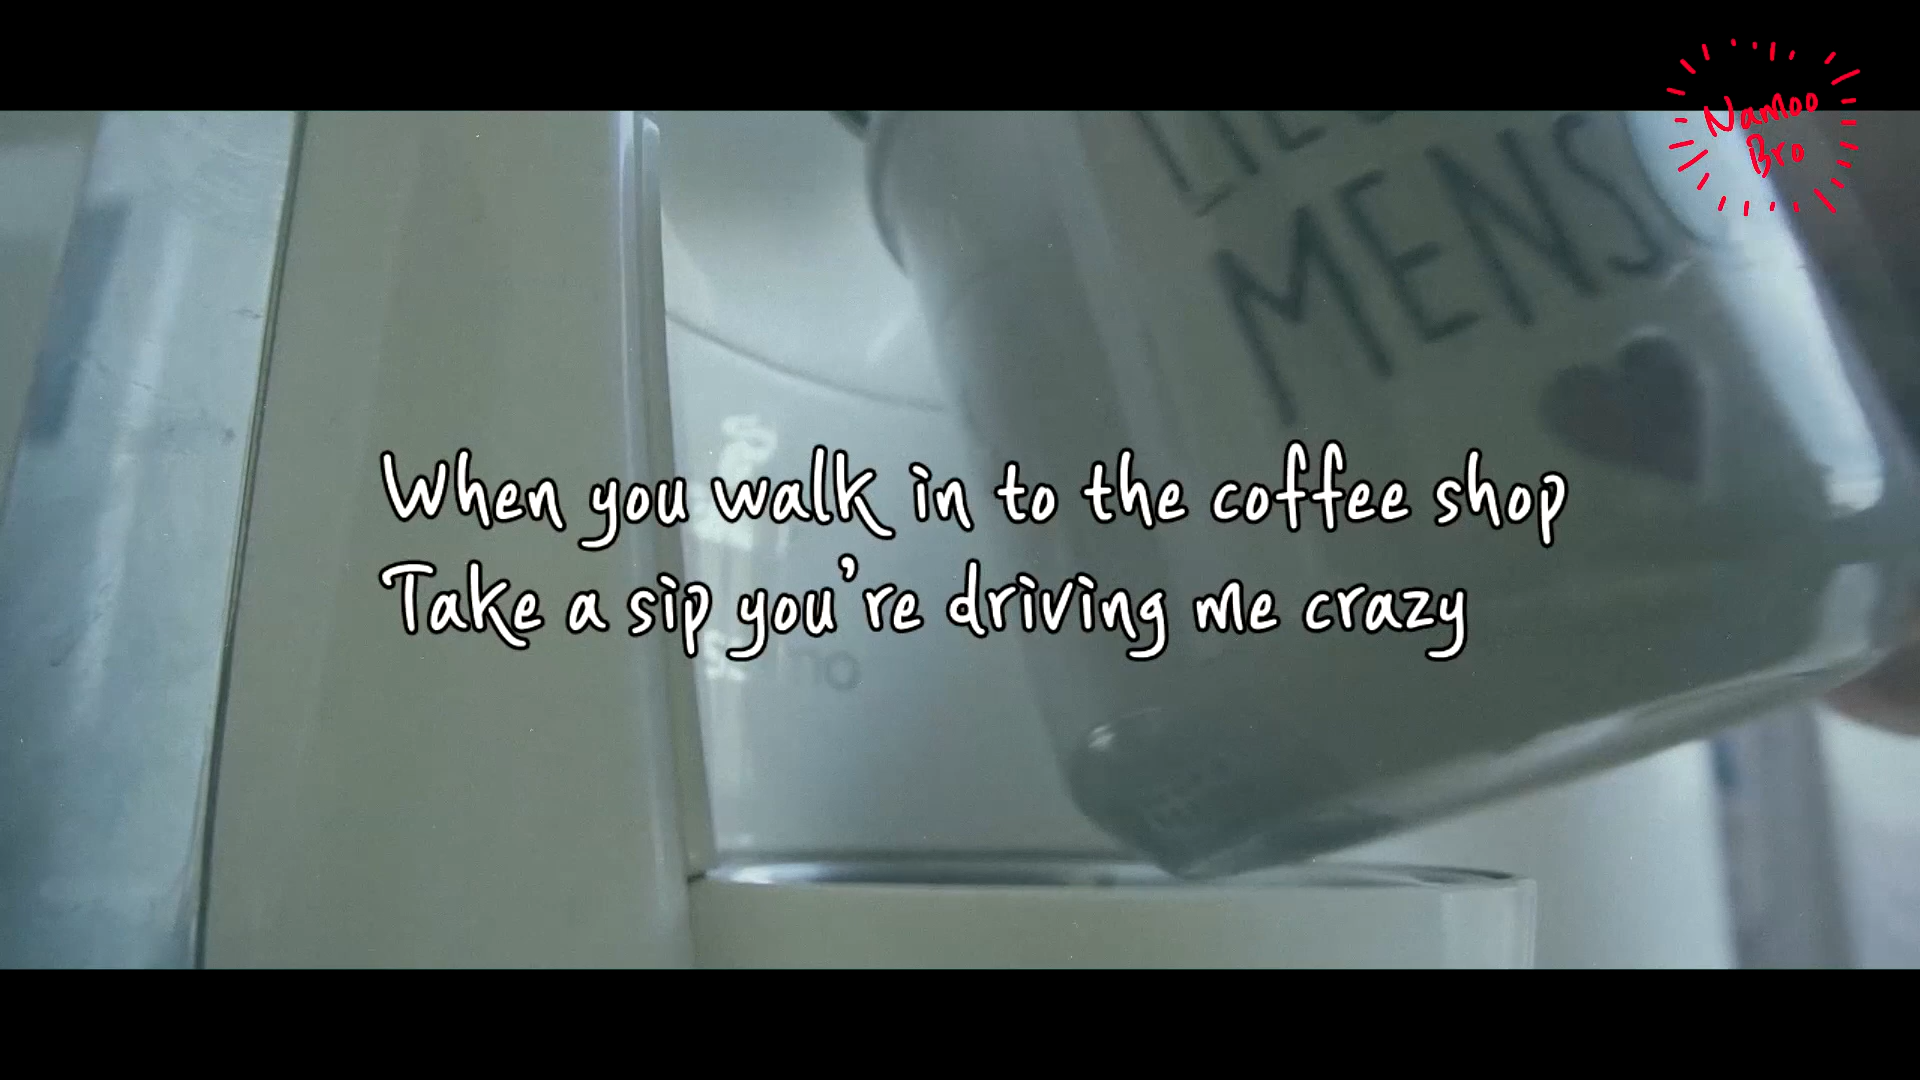 Namoo
Bro
MENS
When you walk in to the coffee shop
Take a sip you're driving me crazy